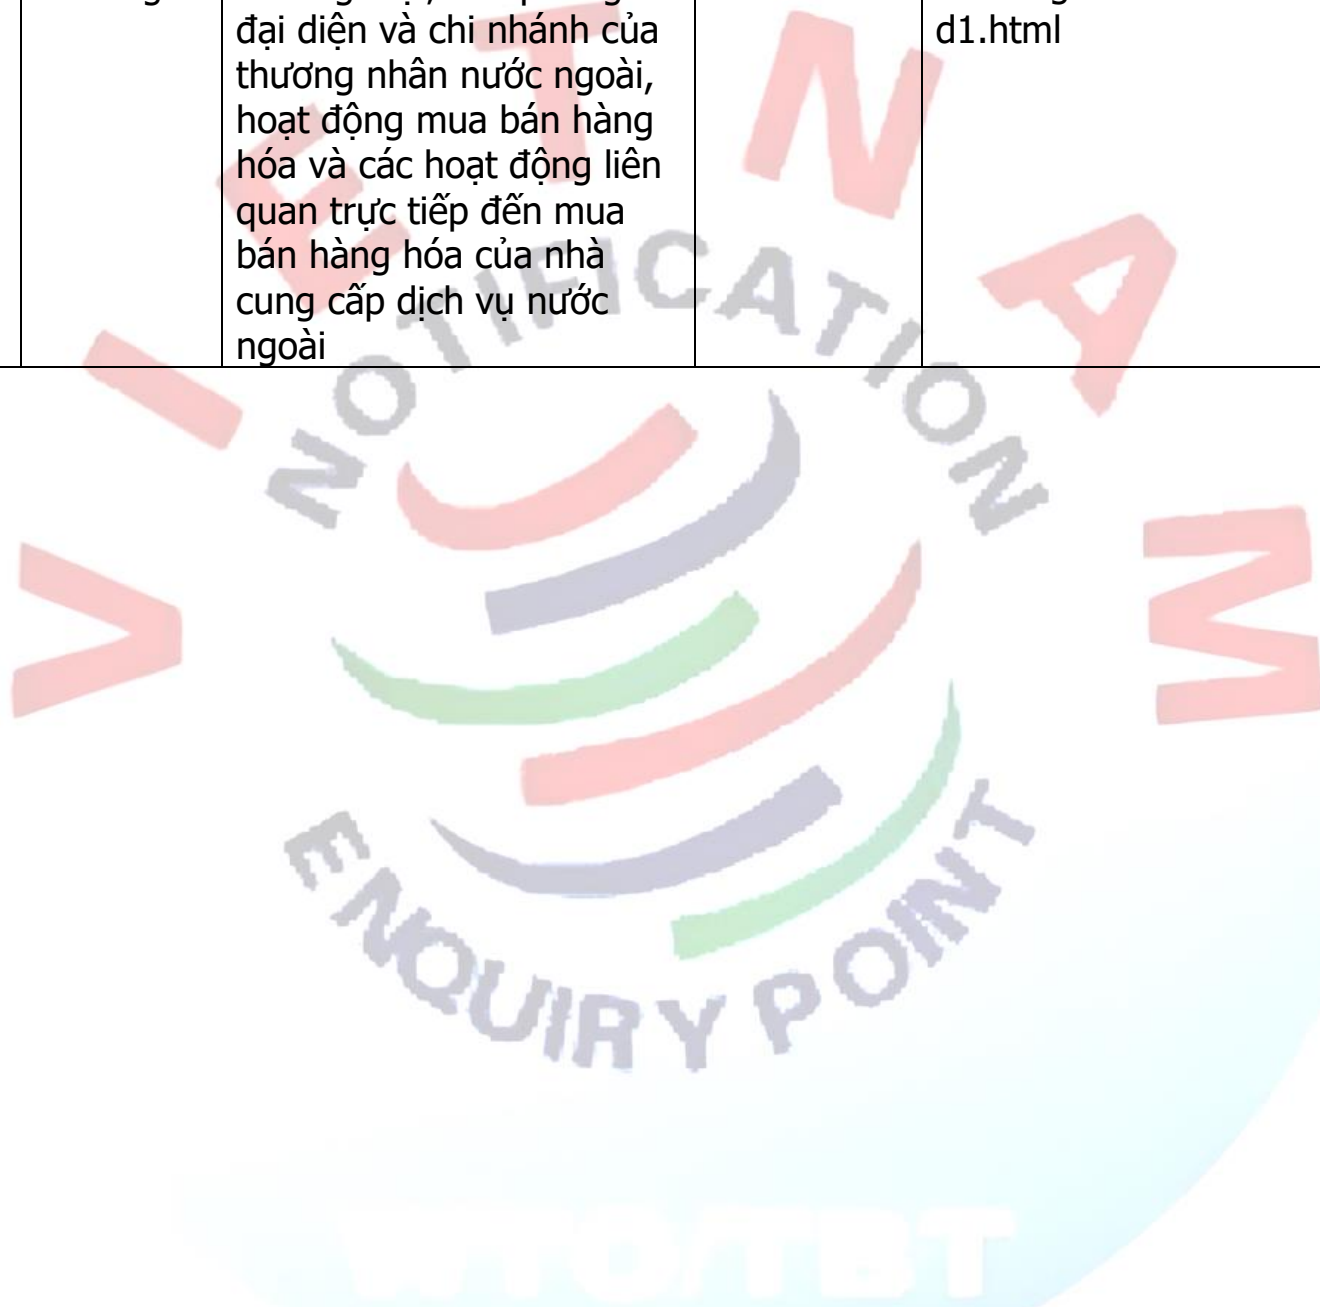 đại diện và chi nhánh của
thương nhân nước ngoài,
hoạt động mua bán hàng
hóa và các hoạt động liên
quan trực tiếp đến mua
bán hàng hóa của nhà
cung cấp dịch vụ nước
ngoài
d1.html
VIETNAM
NOTIFICATION
ENQUIRY POINT
WTO/TBT